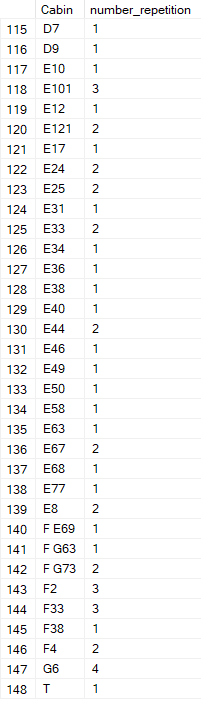 Cabin number_repetition
115 D7 1
116 D9 1
117 E10 1
118 E101 3
119 E12 1
120 E121 2
121 E17 1
122 E24 2
123 E25 2
124 E31 1
125 E33 2
126 E34 1
127 E36 1
128 E38 1
129 E40 1
130 E44 2
131 E46 1
132 E49 1
133 E50 1
134 E58 1
135 E63 1
136 E67 2
137 E68 1
138 E77 1
139 E8 2
140 F E69 1
141 F G63 1
142 F G73 2
143 F2 3
144 F33 3
145 F38 1
146 F4 2
147 G6 4
148 T 1